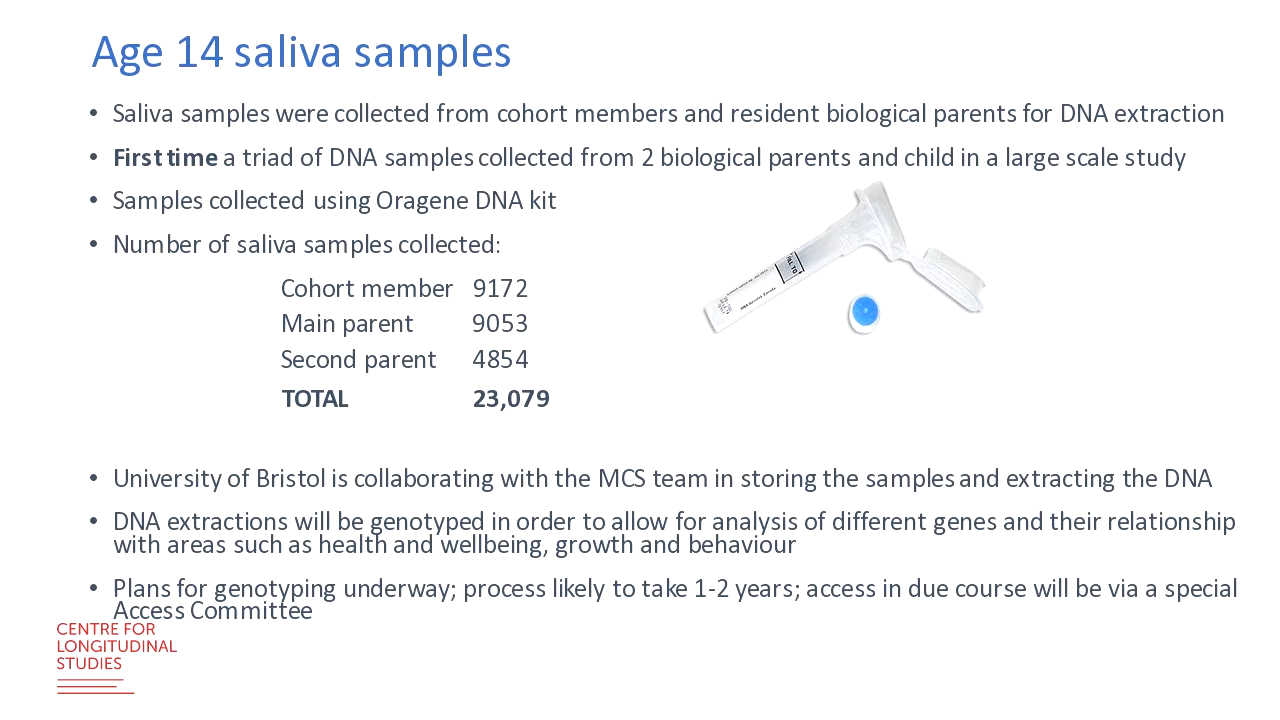 Age 14 saliva samples
• Saliva samples were collected from cohort members and resident biological parents for DNA extraction
• First time a triad of DNA samples collected from 2 biological parents and child in a large scale study
• Samples collected using Oragene DNA kit
• Number of saliva samples collected:
Cohort member 9172
Main parent 9053
Second parent 4854
TOTAL 23,079
• University of Bristol is collaborating with the MCS team in storing the samples and extracting the DNA
• DNA extractions will be genotyped in order to allow for analysis of different genes and their relationship
with areas such as health and wellbeing, growth and behaviour
• Plans for genotyping underway; process likely to take 1-2 years; access in due course will be via a special
Access Committee
CENTRE FOR
LONGITUDINAL
STUDIES